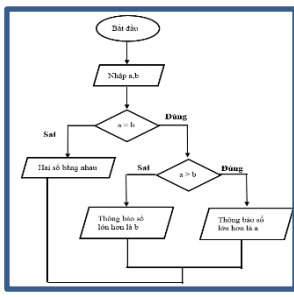 Bắt đầu
Nhập a,b
Sai
a = b
Đúng
Hai số bằng nhau
Sai
a > b
Đúng
Thông báo số
lớn hơn là b
Thông báo số
lớn hơn là a